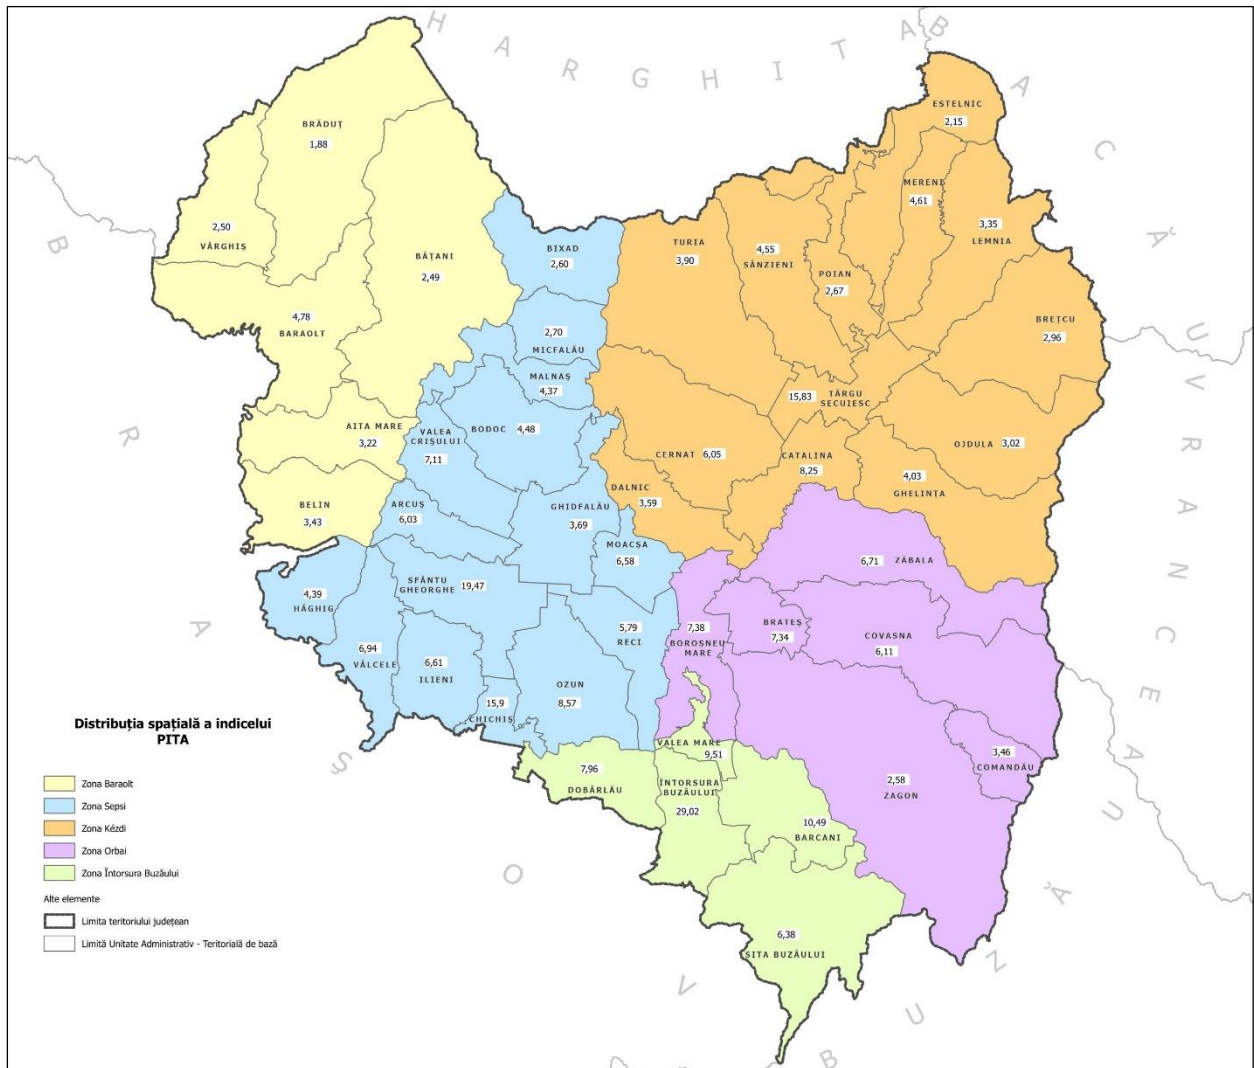 H A R G H I T A
B A C Ă U
V R A N C E A
B U Z Ă U
B R A Ș O V
ESTELNIC
2,15
BRĂDUȚ
1,88
MERENI
4,61
2,50
VÂRGHIȘ
3,35
LEMNIA
BIXAD
2,60
TURIA
3,90
4,55
SÂNZIENI
BĂȚANI
2,49
POIAN
2,67
4,78
BARAOLT
BREȚCU
2,96
2,70
MICFALĂU
MALNAȘ
4,37
15,83
TÂRGU
SECUIESC
AITA MARE
3,22
VALEA
CRIȘULUI
7,11
BODOC
4,48
CERNAT 6,05
CATALINA
8,25
OJDULA 3,02
4,03
GHELINȚA
DALNIC
3,59
BELIN
3,43
ARCUȘ
6,03
GHIDFALĂU
3,69
MOACȘA
6,58
6,71 ZĂBALA
SFÂNTU
GHEORGHE
19,47
4,39
HĂGHIG
5,79
RECI
7,38
BOROȘNEU
MARE
BRATEȘ
7,34
COVASNA
6,11
6,94
VÂLCELE
6,61
ILIENI
OZUN
8,57
15,9
CHICHIȘ
VALEA MARE
9,51
3,46
COMANDĂU
7,96
DOBÂRLĂU
ÎNTORSURA
BUZĂULUI
29,02
2,58
ZAGON
10,49
BARCANI
6,38
SITA BUZĂULUI
Distribuția spațială a indicelui
PITA
Zona Baraolt
Zona Sepsi
Zona Kézdi
Zona Orbai
Zona Întorsura Buzăului
Alte elemente
Limita teritoriului județean
Limită Unitate Administrativ - Teritorială de bază